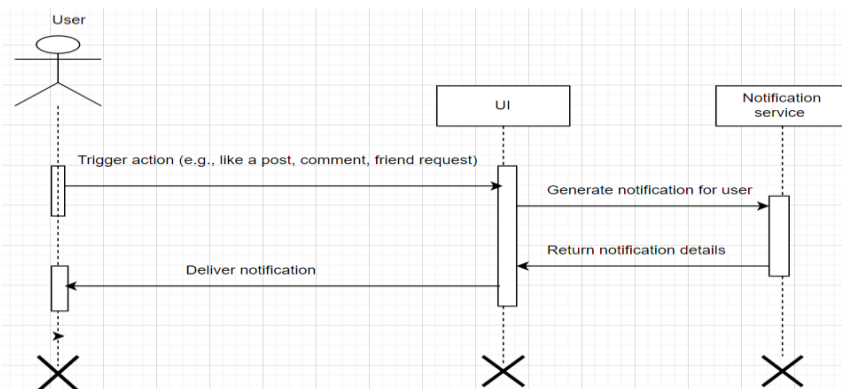 User
UI
Notification
service
Trigger action (e.g., like a post, comment, friend request)
Generate notification for user
Return notification details
Deliver notification